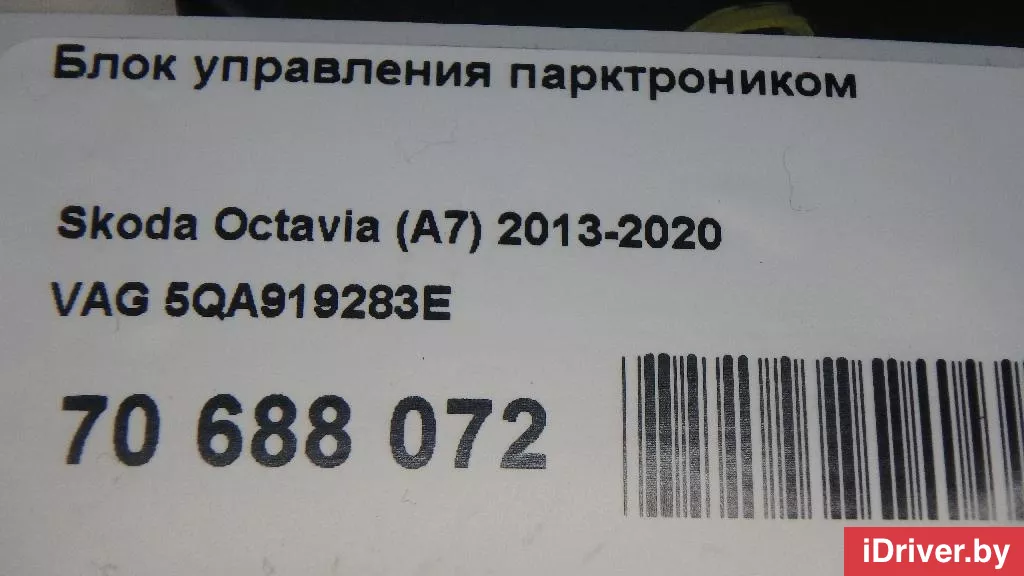 Блок управления парктроником
Skoda Octavia (A7) 2013-2020
VAG 5QA919283E
70 688 072
iDriver.by